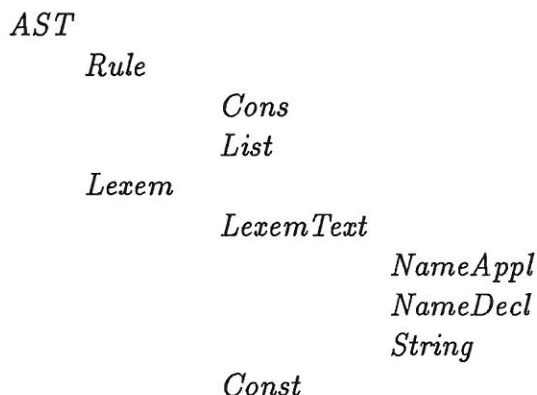 AST
Rule
Cons
List
Lexem
LexemText
NameAppl
NameDecl
String
Const